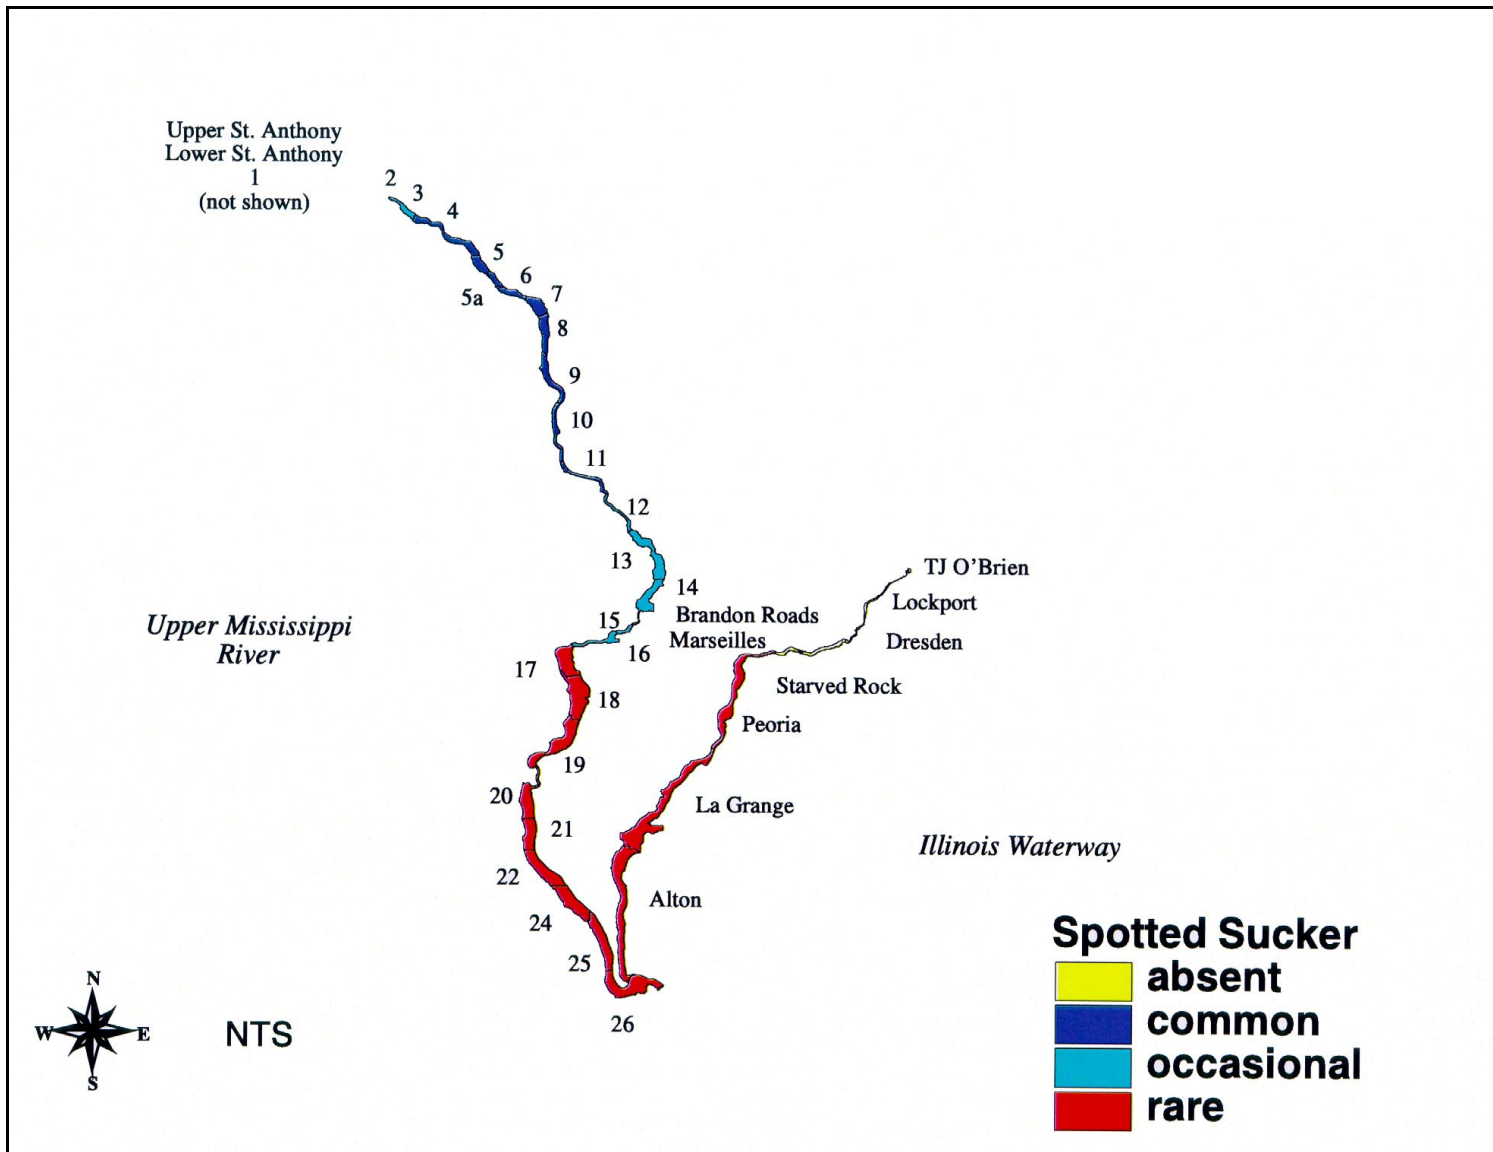 Upper St. Anthony
Lower St. Anthony
1
(not shown)
2
3
4
5
5a
6
7
8
9
10
11
12
13
14
15
16
17
18
19
20
21
22
24
25
26
TJ O'Brien
Lockport
Dresden
Brandon Roads
Marseilles
Starved Rock
Peoria
La Grange
Alton
Upper Mississippi
River
Illinois Waterway
N
W
E
S
NTS
Spotted Sucker
absent
common
occasional
rare